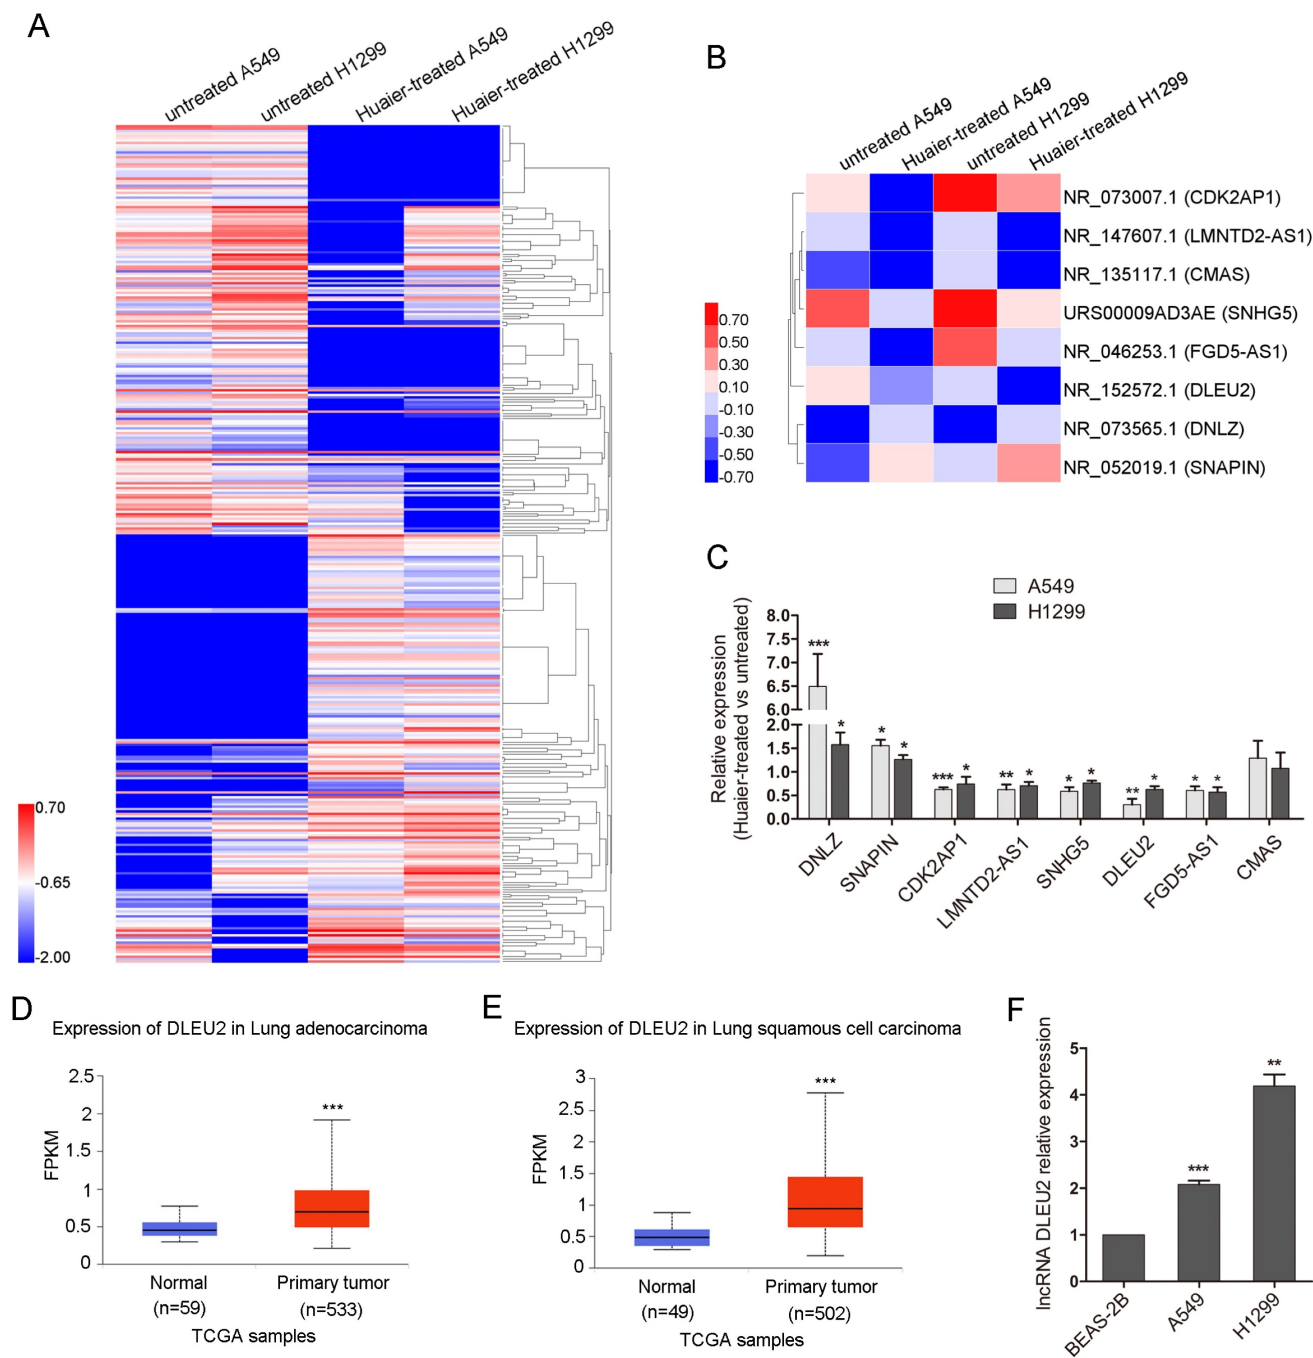 A
untreated A549
untreated H1299
Huaier-treated A549
Huaier-treated H1299
0.70
-0.65
-2.00
B
untreated A549
Huaier-treated A549
untreated H1299
Huaier-treated H1299
NR_073007.1 (CDK2AP1)
NR_147607.1 (LMNTD2-AS1)
NR_135117.1 (CMAS)
URS00009AD3AE (SNHG5)
NR_046253.1 (FGD5-AS1)
NR_152572.1 (DLEU2)
NR_073565.1 (DNLZ)
NR_052019.1 (SNAPIN)
0.70
0.50
0.30
0.10
-0.10
-0.30
-0.50
-0.70
C
A549
H1299
Relative expression
(Huaier-treated vs untreated)
8.0
7.5
7.0
6.5
6.0
2.0
1.5
1.0
0.5
0.0
***
*
*
*
***
*
**
*
*
*
**
*
*
*
DNLZ
SNAPIN
CDK2AP1
LMNTD2-AS1
SNHG5
DLEU2
FGD5-AS1
CMAS
D
Expression of DLEU2 in Lung adenocarcinoma
FPKM
2.5
2
1.5
1
0.5
0
***
Normal
(n=59)
Primary tumor
(n=533)
TCGA samples
E
Expression of DLEU2 in Lung squamous cell carcinoma
FPKM
3
2.5
2
1.5
1
0.5
0
***
Normal
(n=49)
Primary tumor
(n=502)
TCGA samples
F
lncRNA DLEU2 relative expression
5
4
3
2
1
0
***
**
BEAS-2B
A549
H1299